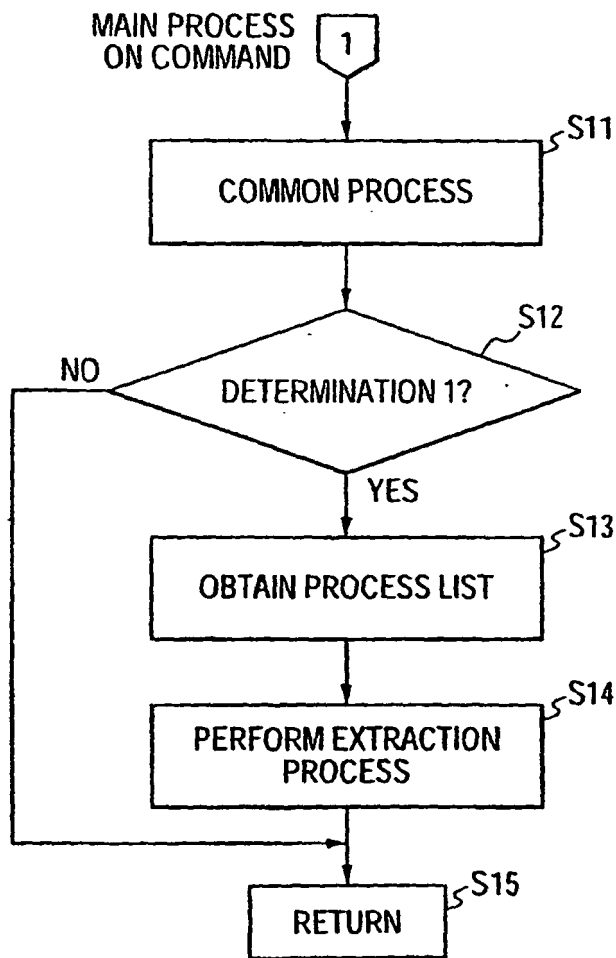 MAIN PROCESS
ON COMMAND
1
S11
COMMON PROCESS
S12
NO
DETERMINATION 1?
YES
S13
OBTAIN PROCESS LIST
S14
PERFORM EXTRACTION
PROCESS
S15
RETURN